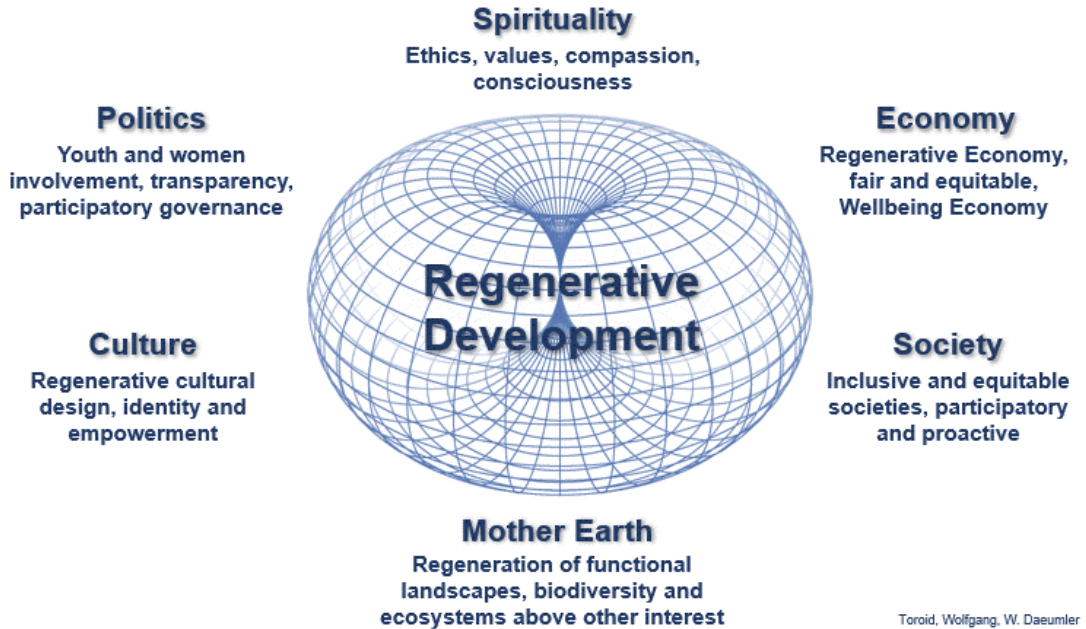 Spirituality
Ethics, values, compassion,
consciousness
Politics
Youth and women
involvement, transparency,
participatory governance
Economy
Regenerative Economy,
fair and equitable,
Wellbeing Economy
Regenerative
Development
Culture
Regenerative cultural
design, identity and
empowerment
Society
Inclusive and equitable
societies, participatory
and proactive
Mother Earth
Regeneration of functional
landscapes, biodiversity and
ecosystems above other interest
Toroid, Wolfgang, W. Daeumler